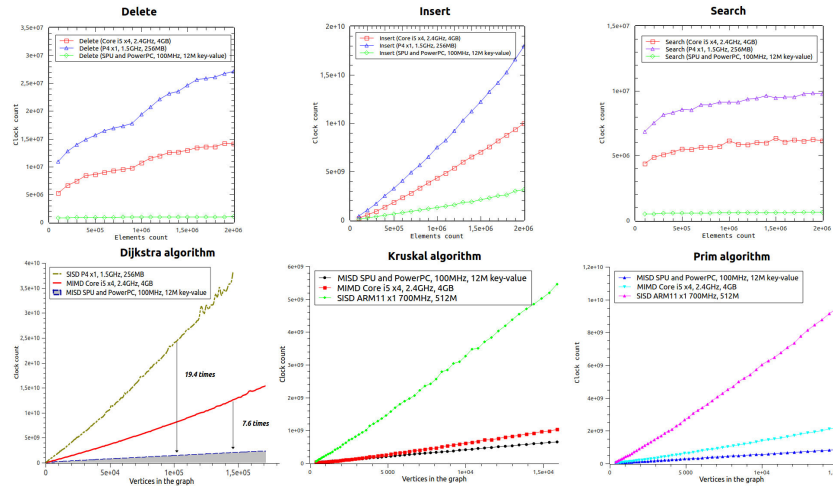 Delete
3,5e+07
3e+07
2,5e+07
2e+07
1,5e+07
1e+07
5e+06
0
Clock count
Delete (Core i5 x4, 2.4GHz, 4GB)
Delete (P4 x1, 1.5GHz, 256MB)
Delete (SPU and PowerPC, 100MHz, 12M key-value)
0 5e+05 1e+06 1,5e+06 2e+06
Elements count
Insert
2e+10
1,5e+10
1e+10
5e+09
0
Clock count
Insert (Core i5 x4, 2.4GHz, 4GB)
Insert (P4 x1, 1.5GHz, 256MB)
Insert (SPU and PowerPC, 100MHz, 12M key-value)
0 5e+05 1e+06 1,5e+06 2e+06
Elements count
Search
1,5e+07
1e+07
5e+06
0
Clock count
Search (Core i5 x4, 2.4GHz, 4GB)
Search (P4 x1, 1.5GHz, 256MB)
Search (SPU and PowerPC, 100MHz, 12M key-value)
0 5e+05 1e+06 1,5e+06 2e+06
Elements count
Dijkstra algorithm
4e+10
4e+10
3e+10
2e+10
2e+10
2e+10
1e+10
5e+09
0
Clock count
SISD P4 x1, 1.5GHz, 256MB
MIMD Core i5 x4, 2.4GHz, 4GB
MISD SPU and PowerPC, 100MHz, 12M key-value)
19.4 times
7.6 times
0 5e+04 1e+05 1,5e+05
Vertices in the graph
Kruskal algorithm
6e+09
5e+09
4e+09
3e+09
2e+09
1e+09
0
Clock count
MISD SPU and PowerPC, 100MHz, 12M key-value
MIMD Core i5 x4, 2.4GHz, 4GB
SISD ARM11 x1 700MHz, 512M
0 5 000 1e+04 1,5e+04
Vertices in the graph
Prim algorithm
1,2e+10
1e+10
8e+09
6e+09
4e+09
2e+09
0
Clock count
MISD SPU and PowerPC, 100MHz, 12M key-value
MIMD Core i5 x4, 2.4GHz, 4GB
SISD ARM11 x1 700MHz, 512M
0 5 000 1e+04
Vertices in the graph